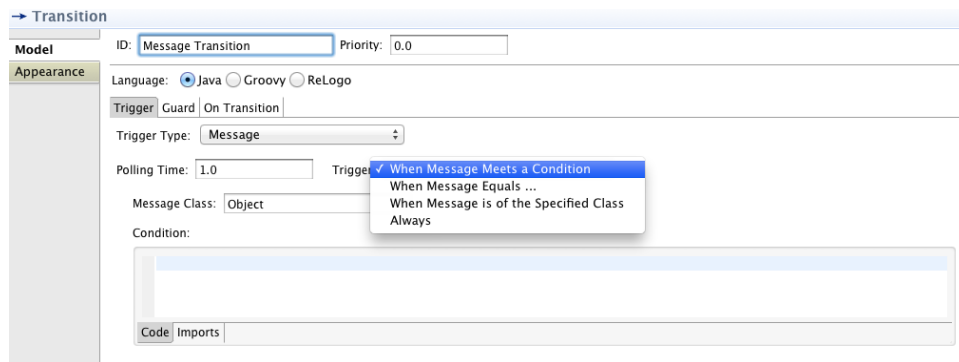 → Transition
Model
Appearance
ID: Message Transition Priority: 0.0
Language: Java Groovy ReLogo
Trigger Guard On Transition
Trigger Type: Message
Polling Time: 1.0 Trigger ✓ When Message Meets a Condition
When Message Equals ...
When Message is of the Specified Class
Always
Message Class: Object
Condition:
Code Imports